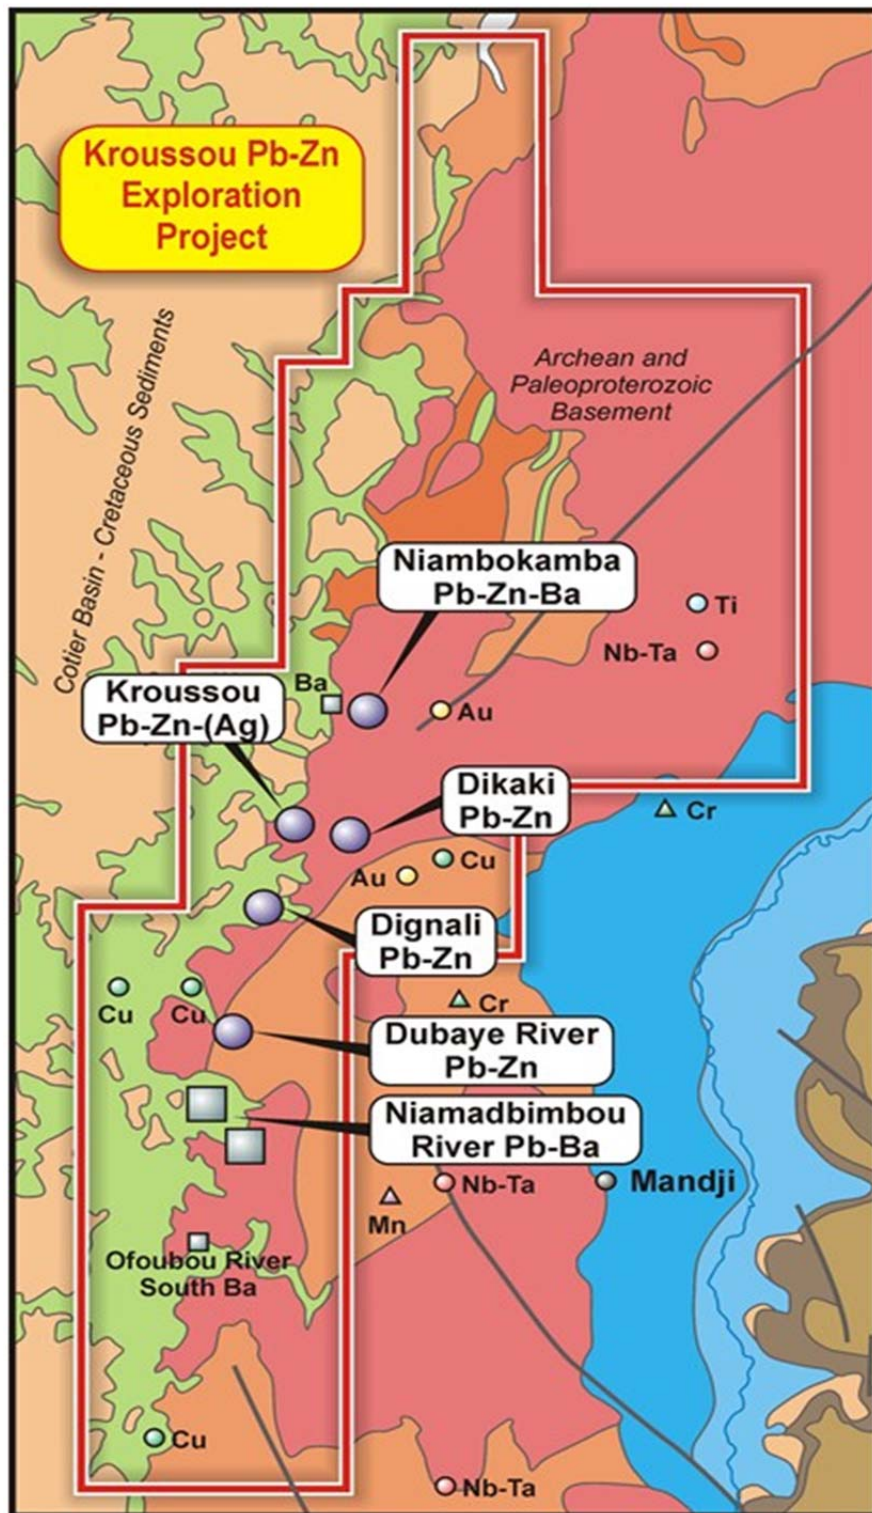 Kroussou Pb-Zn
Exploration
Project
Cotier Basin - Cretaceous Sediments
Archean and
Paleoproterozoic
Basement
Niambokamba
Pb-Zn-Ba
Ti
Nb-Ta
Kroussou
Pb-Zn-(Ag)
Ba
Au
Dikaki
Pb-Zn
Cr
Cu
Au
Dignali
Pb-Zn
Cu
Cu
Cr
Dubaye River
Pb-Zn
Niamadbimbou
River Pb-Ba
Nb-Ta
Mandji
Mn
Ofoubou River
South Ba
Cu
Nb-Ta